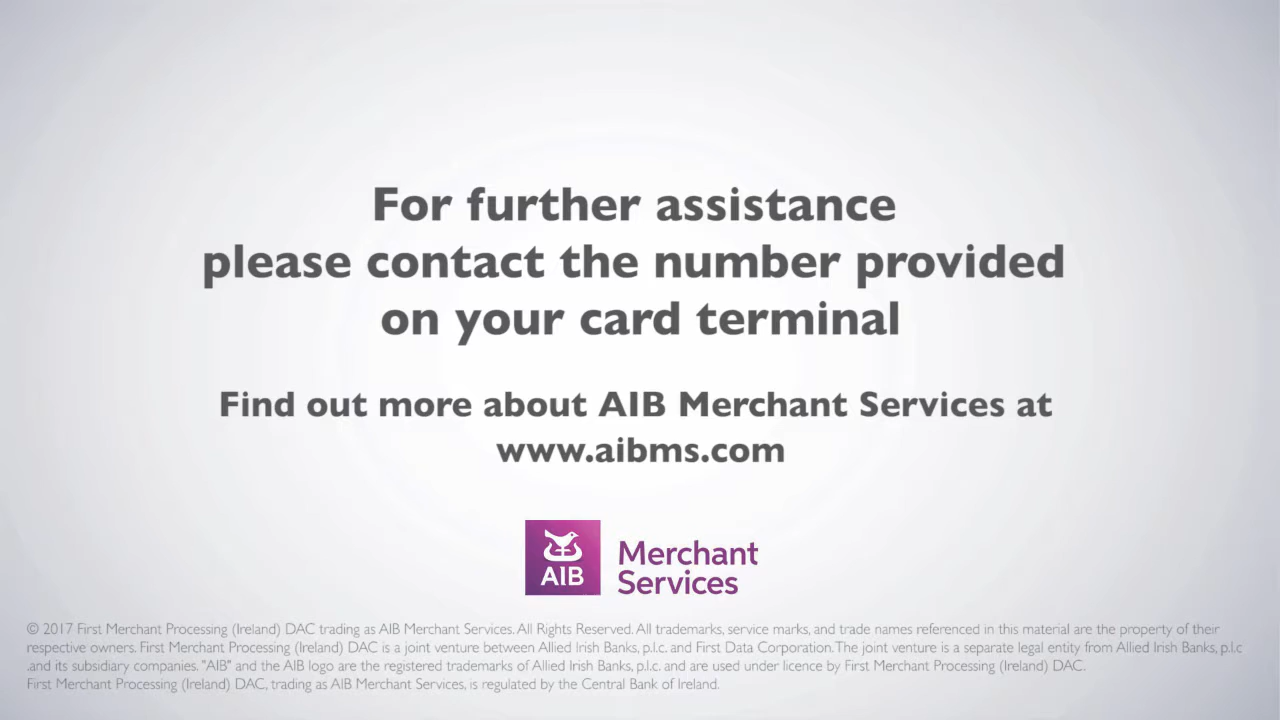 For further assistance
please contact the number provided
on your card terminal
Find out more about AIB Merchant Services at
www.aibms.com
AIB
Merchant
Services
© 2017 First Merchant Processing (Ireland) DAC trading as AIB Merchant Services. All Rights Reserved. All trademarks, service marks, and trade names referenced in this material are the property of their
respective owners. First Merchant Processing (Ireland) DAC is a joint venture between Allied Irish Banks, p.l.c. and First Data Corporation. The joint venture is a separate legal entity from Allied Irish Banks, p.l.c
.and its subsidiary companies. "AIB" and the AIB logo are the registered trademarks of Allied Irish Banks, p.l.c. and are used under licence by First Merchant Processing (Ireland) DAC.
First Merchant Processing (Ireland) DAC, trading as AIB Merchant Services, is regulated by the Central Bank of Ireland.